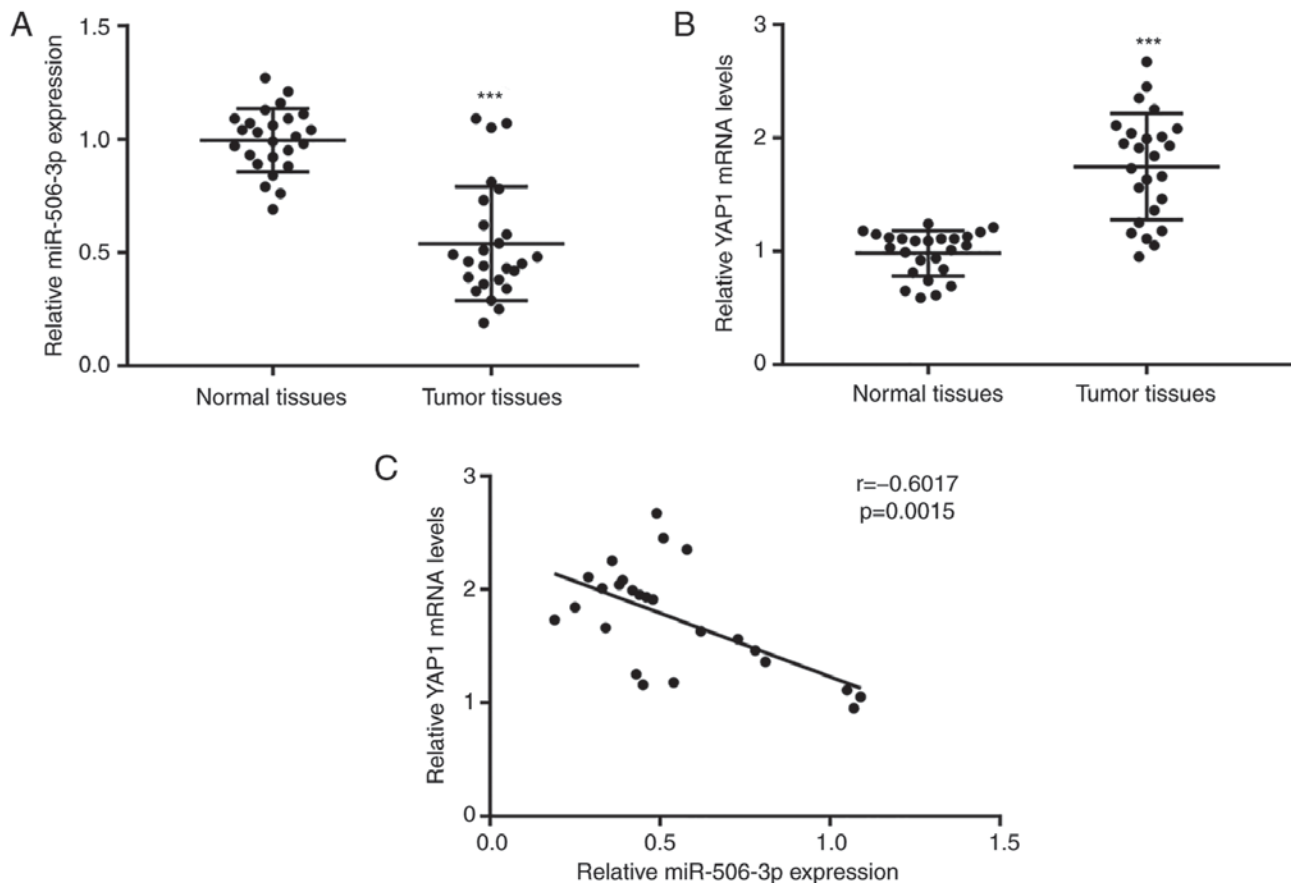 A
Relative miR-506-3p expression
1.5
1.0
0.5
0.0
***
Normal tissues
Tumor tissues
B
Relative YAP1 mRNA levels
3
2
1
0
***
Normal tissues
Tumor tissues
C
Relative YAP1 mRNA levels
3
2
1
0
r=−0.6017
p=0.0015
0.0
0.5
1.0
1.5
Relative miR-506-3p expression